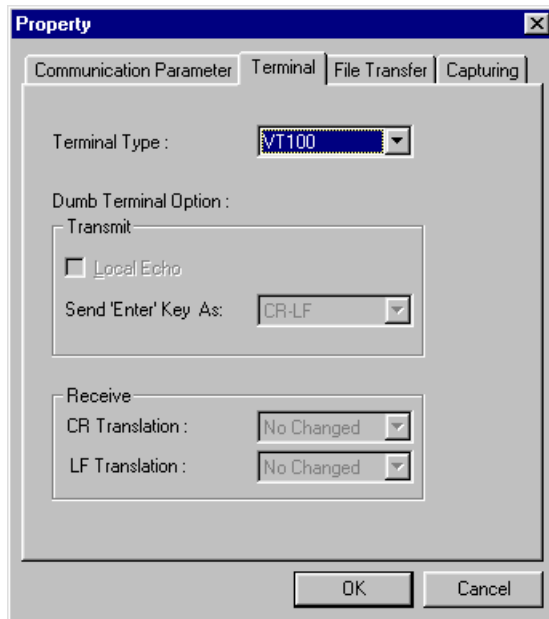 Property
Communication Parameter Terminal File Transfer Capturing
Terminal Type : VT100
Dumb Terminal Option :
Transmit
Local Echo
Send 'Enter' Key As: CR-LF
Receive
CR Translation : No Changed
LF Translation : No Changed
OK Cancel